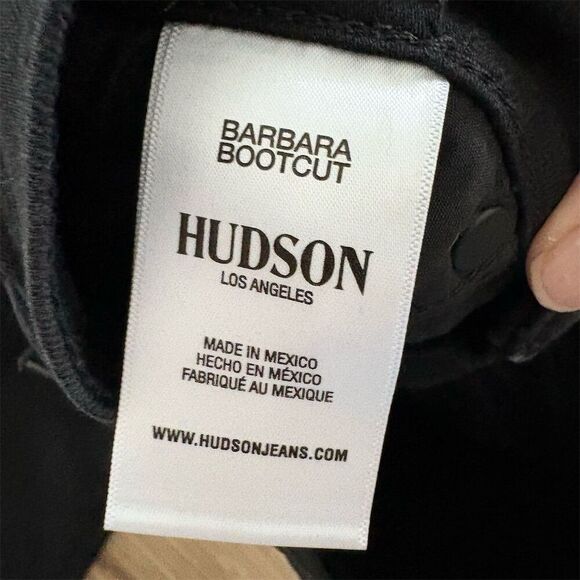 BARBARA
BOOTCUT
HUDSON
LOS ANGELES
MADE IN MEXICO
HECHO EN MÉXICO
FABRIQUÉ AU MEXIQUE
WWW.HUDSONJEANS.COM